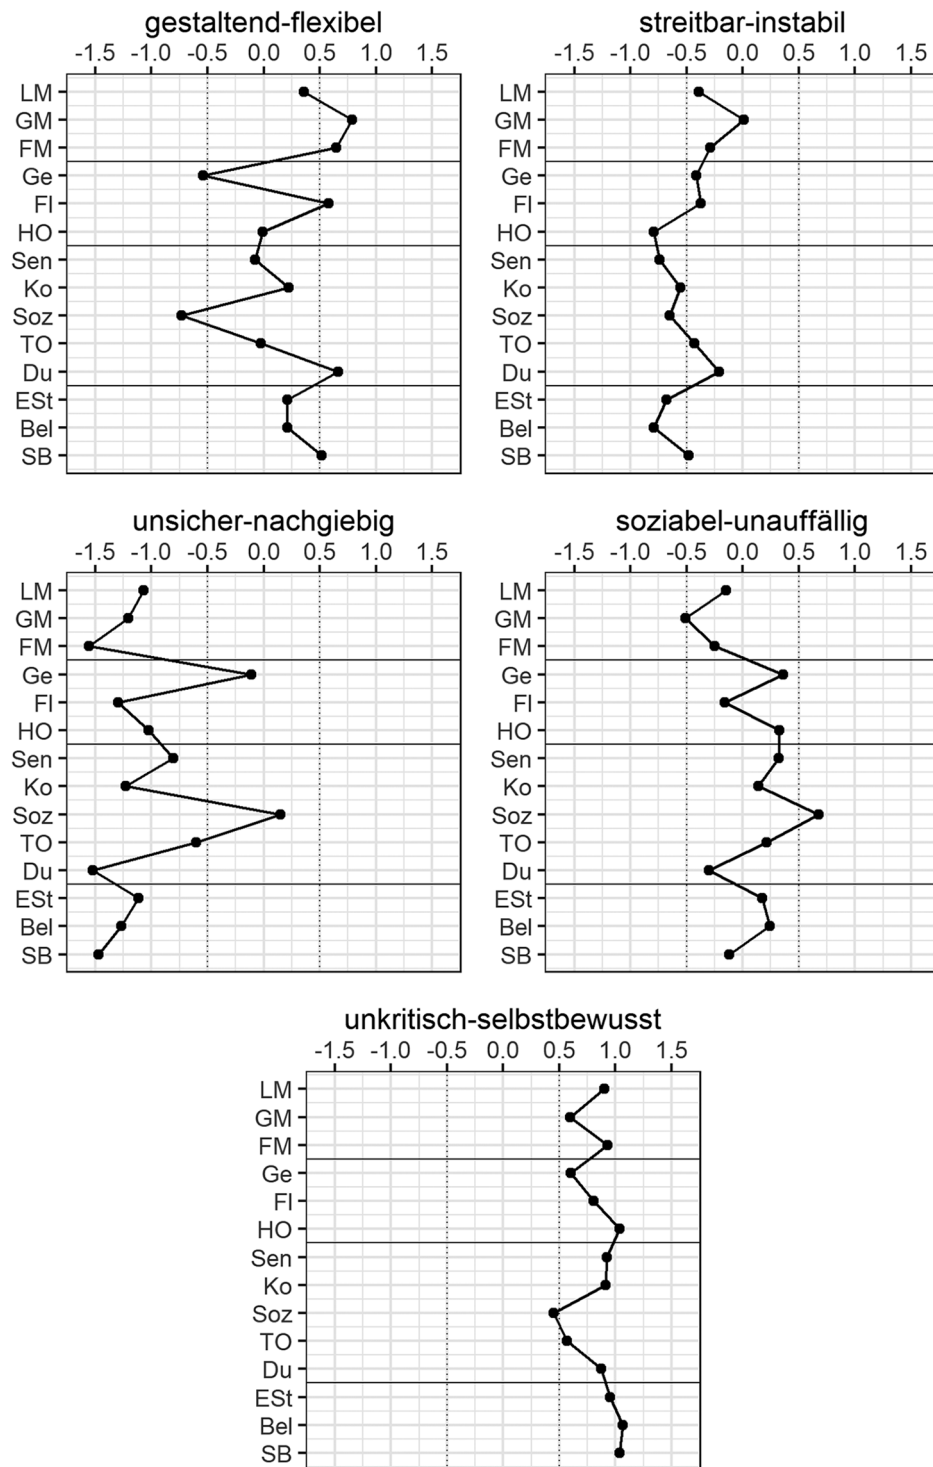 gestaltend-flexibel
-1.5 -1.0 -0.5 0.0 0.5 1.0 1.5
LM
GM
FM
Ge
Fl
HO
Sen
Ko
Soz
TO
Du
ESt
Bel
SB
streitbar-instabil
-1.5 -1.0 -0.5 0.0 0.5 1.0 1.5
LM
GM
FM
Ge
Fl
HO
Sen
Ko
Soz
TO
Du
ESt
Bel
SB
unsicher-nachgiebig
-1.5 -1.0 -0.5 0.0 0.5 1.0 1.5
LM
GM
FM
Ge
Fl
HO
Sen
Ko
Soz
TO
Du
ESt
Bel
SB
soziabel-unauffällig
-1.5 -1.0 -0.5 0.0 0.5 1.0 1.5
LM
GM
FM
Ge
Fl
HO
Sen
Ko
Soz
TO
Du
ESt
Bel
SB
unkritisch-selbstbewusst
-1.5 -1.0 -0.5 0.0 0.5 1.0 1.5
LM
GM
FM
Ge
Fl
HO
Sen
Ko
Soz
TO
Du
ESt
Bel
SB